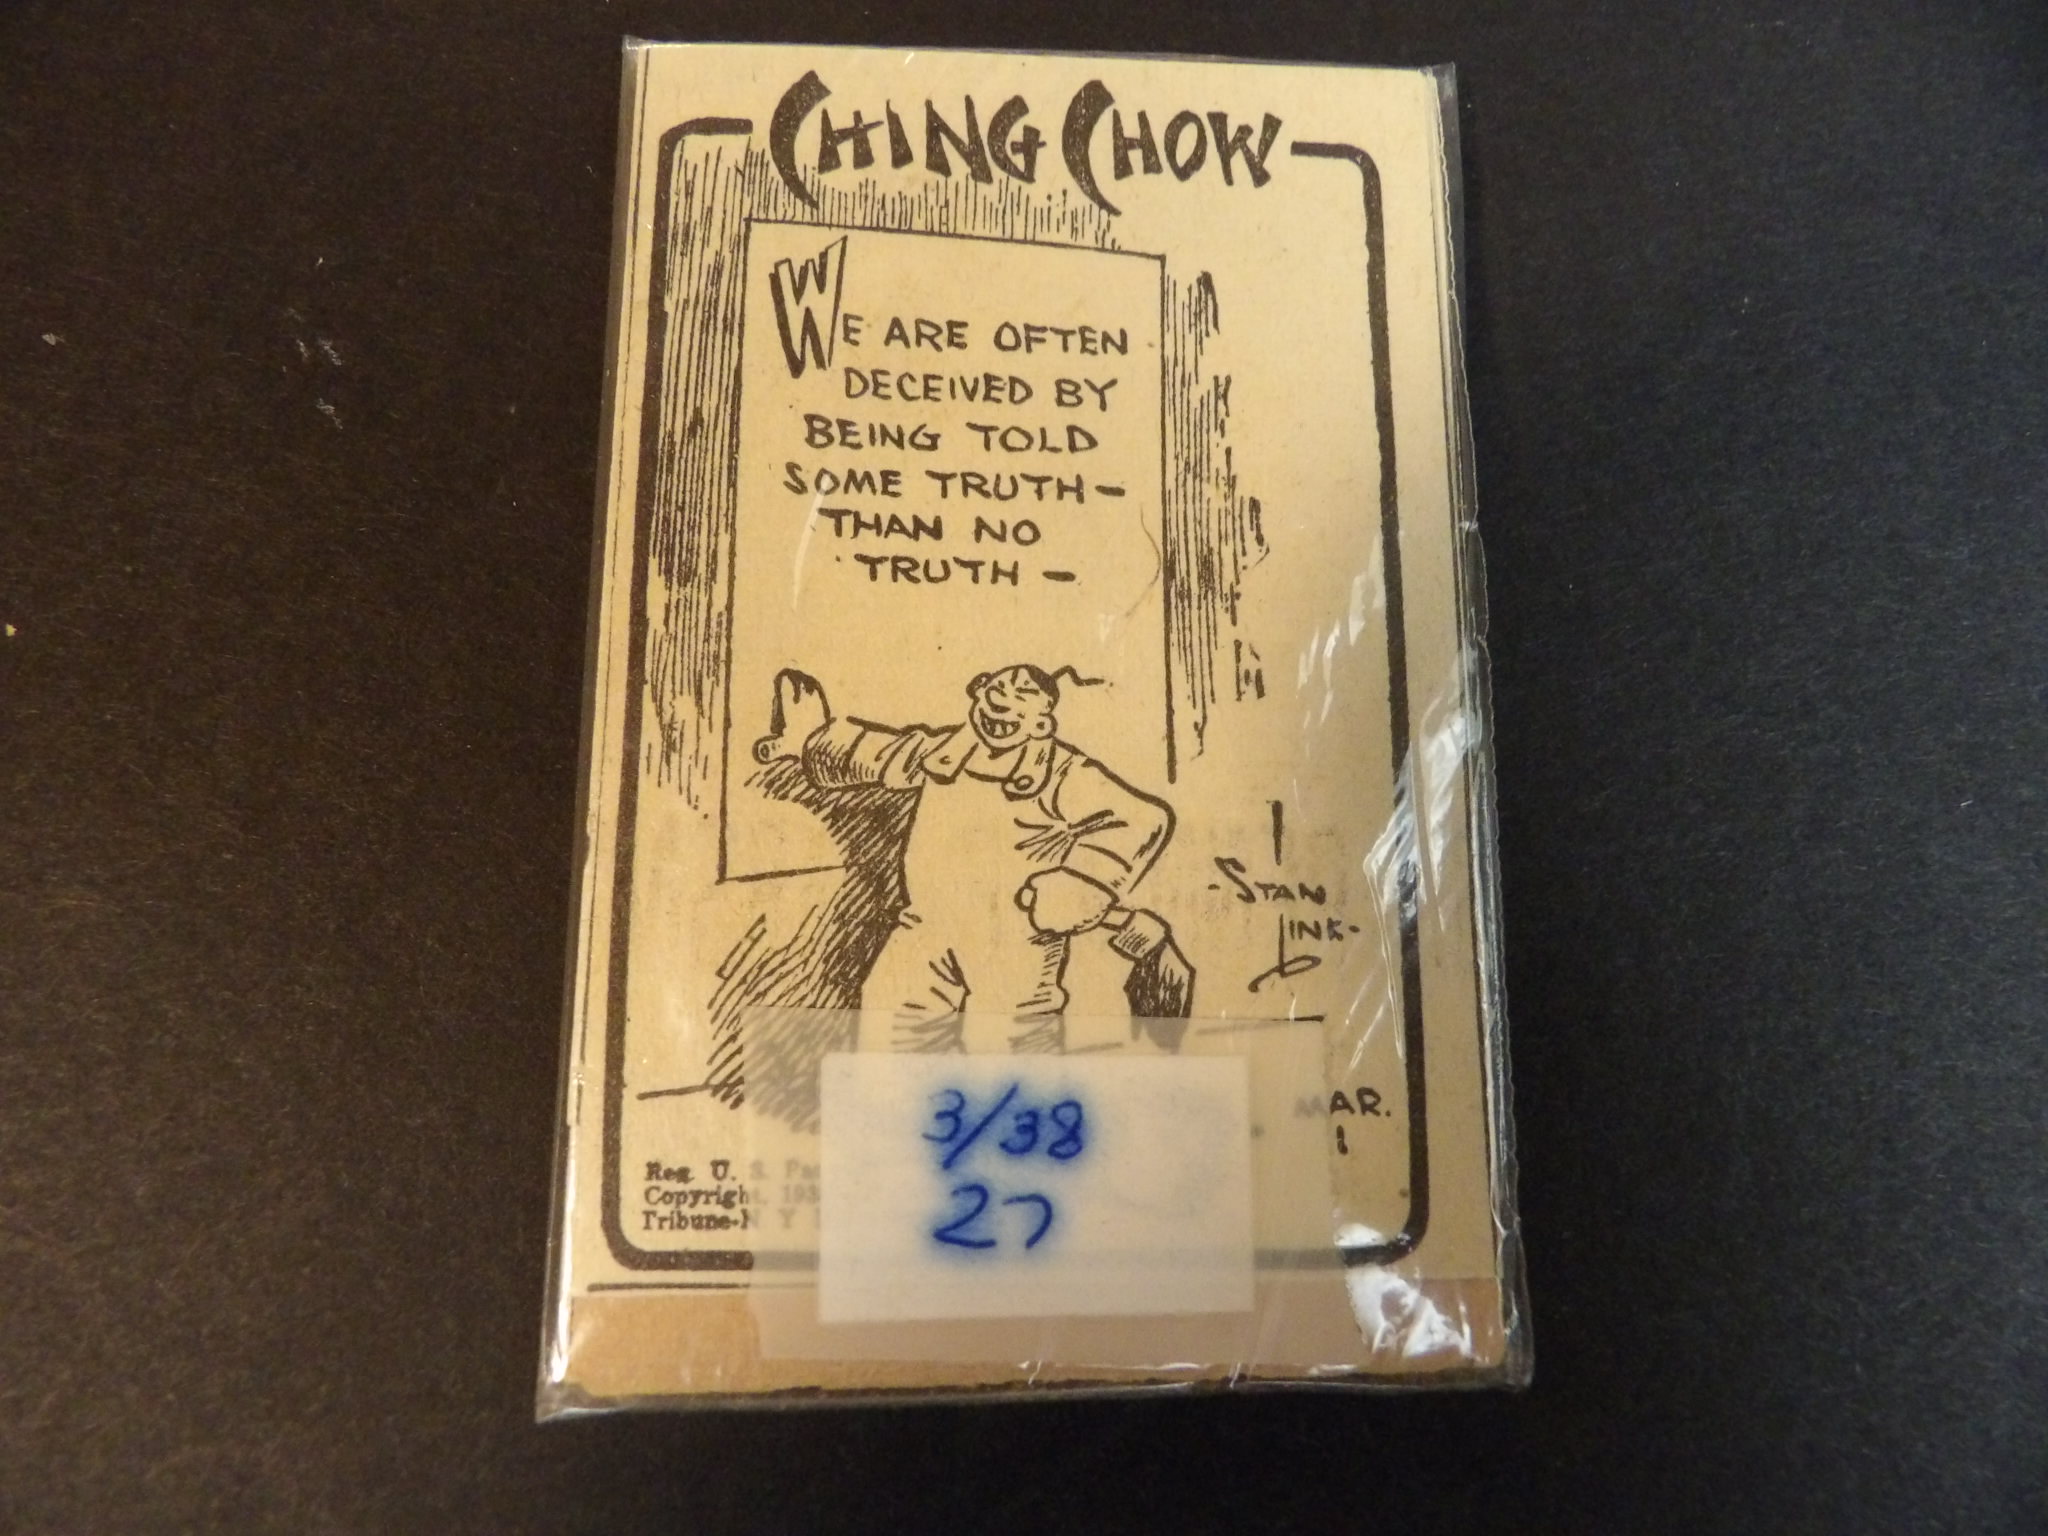 CHING CHOW
WE ARE OFTEN
DECEIVED BY
BEING TOLD
SOME TRUTH —
THAN NO
TRUTH —
-STAN
LINK-
MAR.
1
3/38
27
Reg. U. S. Pa
Copyright, 193
Tribune-N Y